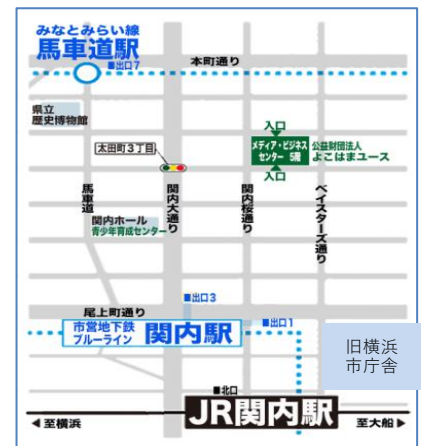 みなとみらい線
馬車道駅
■出口7
本町通り
県立
歴史博物館
入口
メディア・ビジネス
センター 5階
公益財団法人
よこはまユース
入口
太田町3丁目
馬車道
関内大通り
関内桜通り
ベイスターズ通り
関内ホール
青少年育成センター
■出口3
尾上町通り
市営地下鉄
ブルーライン
関内駅
■出口1
旧横浜
市庁舎
■北口
JR関内駅
◀至横浜
至大船▶